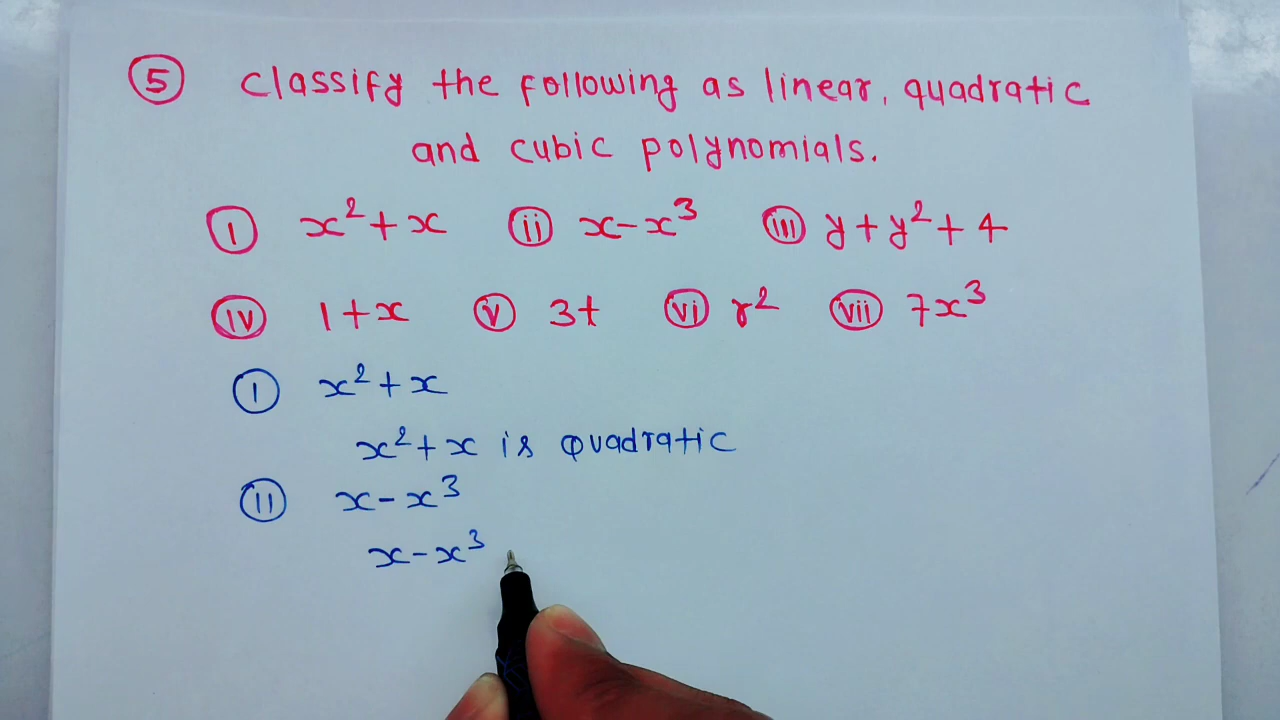 ⑤ Classify the following as linear, quadratic
and cubic polynomials.
ⓘ x² + x ⓘⓘ x - x³ ⓘⓘⓘ y + y² + 4
(iv) 1 + x (v) 3t (vi) r² (vii) 7x³
(i) x² + x
x² + x is Quadratic
(ii) x - x³
x - x³